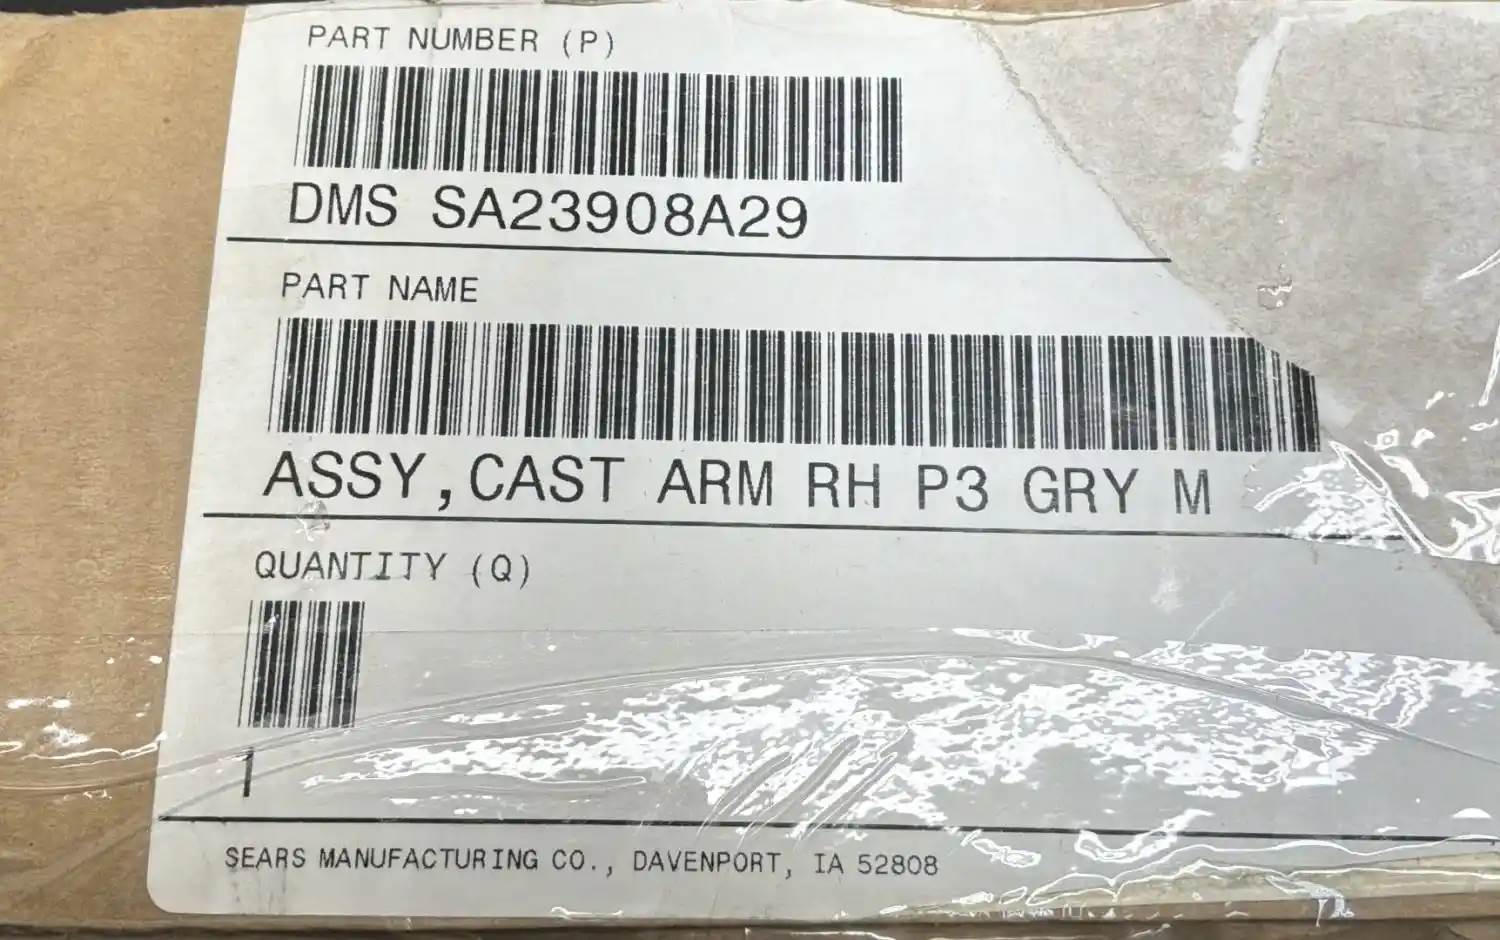 PART NUMBER (P)
DMS SA23908A29
PART NAME
ASSY,CAST ARM RH P3 GRY M
QUANTITY (Q)
1
SEARS MANUFACTURING CO., DAVENPORT, IA 52808